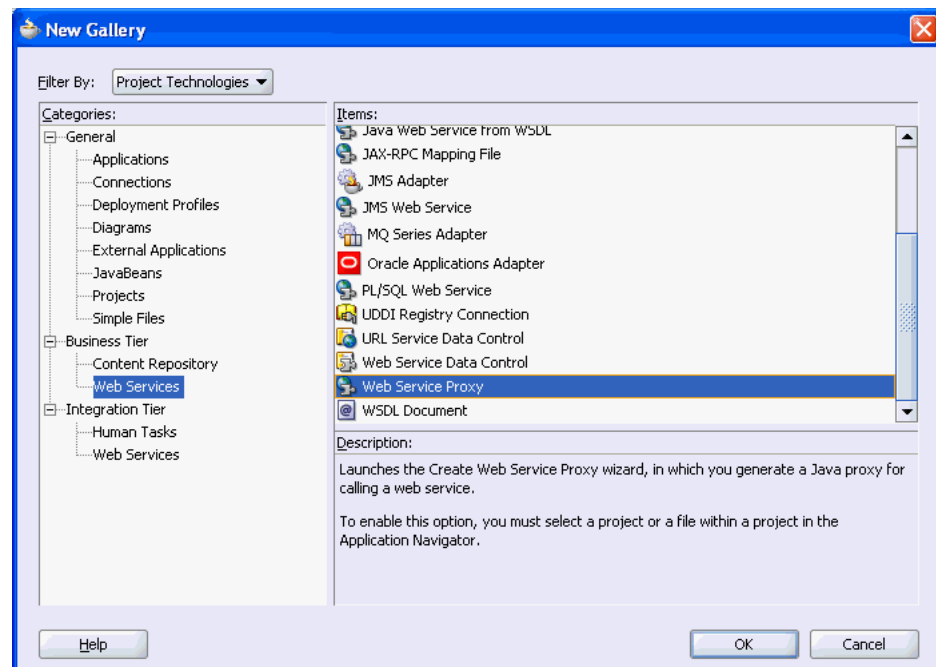 New Gallery
Filter By: Project Technologies
Categories:
General
Applications
Connections
Deployment Profiles
Diagrams
External Applications
JavaBeans
Projects
Simple Files
Business Tier
Content Repository
Web Services
Integration Tier
Human Tasks
Web Services
Items:
Java Web Service from WSDL
JAX-RPC Mapping File
JMS Adapter
JMS Web Service
MQ Series Adapter
Oracle Applications Adapter
PL/SQL Web Service
UDDI Registry Connection
URL Service Data Control
Web Service Data Control
Web Service Proxy
WSDL Document
Description:
Launches the Create Web Service Proxy wizard, in which you generate a Java proxy for
calling a web service.
To enable this option, you must select a project or a file within a project in the
Application Navigator.
Help
OK
Cancel